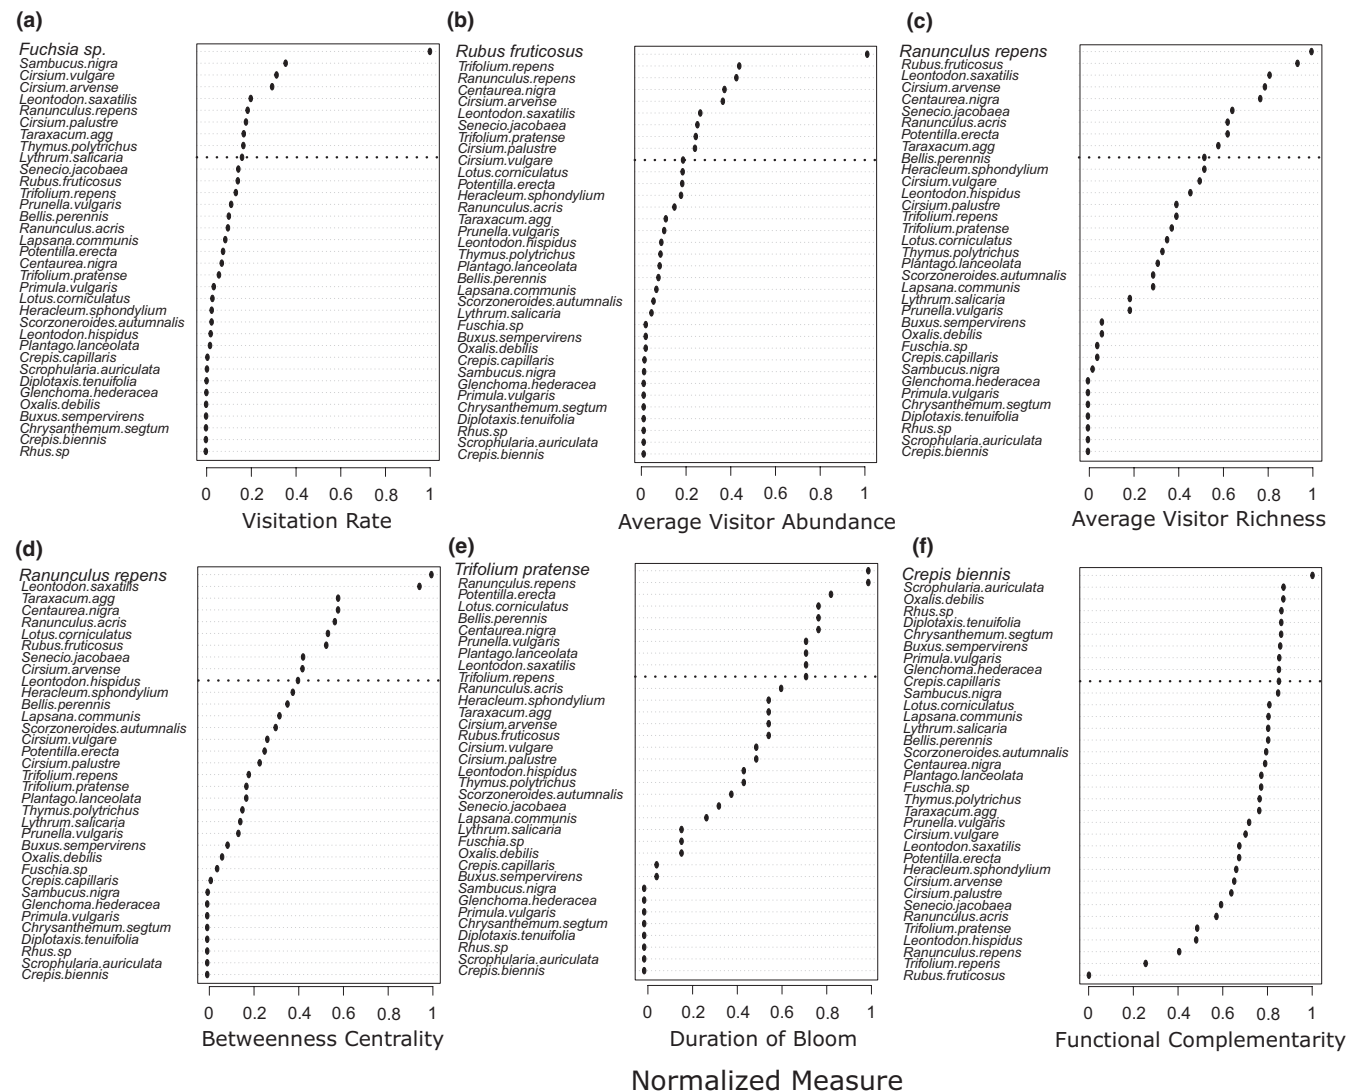 (a)
Fuchsia sp.
Sambucus.nigra
Cirsium.vulgare
Cirsium.arvense
Leontodon.saxatilis
Ranunculus.repens
Cirsium.palustre
Taraxacum.agg
Thymus.polytrichus
Lythrum.salicaria
Senecio.jacobaea
Rubus.fruticosus
Trifolium.repens
Prunella.vulgaris
Bellis.perennis
Ranunculus.acris
Lapsana.communis
Potentilla.erecta
Centaurea.nigra
Trifolium.pratense
Primula.vulgaris
Lotus.corniculatus
Heracleum.sphondylium
Scorzoneroides.autumnalis
Leontodon.hispidus
Plantago.lanceolata
Crepis.capillaris
Scrophularia.auriculata
Diplotaxis.tenuifolia
Glenchoma.hederacea
Oxalis.debilis
Buxus.sempervirens
Chrysanthemum.segtum
Crepis.biennis
Rhus.sp
0 0.2 0.4 0.6 0.8 1
Visitation Rate
(b)
Rubus fruticosus
Trifolium.repens
Ranunculus.repens
Centaurea.nigra
Cirsium.arvense
Leontodon.saxatilis
Senecio.jacobaea
Trifolium.pratense
Cirsium.palustre
Cirsium.vulgare
Lotus.corniculatus
Potentilla.erecta
Heracleum.sphondylium
Ranunculus.acris
Taraxacum.agg
Prunella.vulgaris
Leontodon.hispidus
Thymus.polytrichus
Plantago.lanceolata
Bellis.perennis
Lapsana.communis
Scorzoneroides.autumnalis
Lythrum.salicaria
Fuschia.sp
Buxus.sempervirens
Oxalis.debilis
Crepis.capillaris
Sambucus.nigra
Glenchoma.hederacea
Primula.vulgaris
Chrysanthemum.segtum
Diplotaxis.tenuifolia
Rhus.sp
Scrophularia.auriculata
Crepis.biennis
0 0.2 0.4 0.6 0.8 1
Average Visitor Abundance
(c)
Ranunculus repens
Rubus.fruticosus
Leontodon.saxatilis
Cirsium.arvense
Centaurea.nigra
Senecio.jacobaea
Ranunculus.acris
Potentilla.erecta
Taraxacum.agg
Bellis.perennis
Heracleum.sphondylium
Cirsium.vulgare
Leontodon.hispidus
Cirsium.palustre
Trifolium.repens
Trifolium.pratense
Lotus.corniculatus
Thymus.polytrichus
Plantago.lanceolata
Scorzoneroides.autumnalis
Lapsana.communis
Lythrum.salicaria
Prunella.vulgaris
Buxus.sempervirens
Oxalis.debilis
Fuschia.sp
Crepis.capillaris
Sambucus.nigra
Glenchoma.hederacea
Primula.vulgaris
Chrysanthemum.segtum
Diplotaxis.tenuifolia
Rhus.sp
Scrophularia.auriculata
Crepis.biennis
0 0.2 0.4 0.6 0.8 1
Average Visitor Richness
(d)
Ranunculus repens
Leontodon.saxatilis
Taraxacum.agg
Centaurea.nigra
Ranunculus.acris
Lotus.corniculatus
Rubus.fruticosus
Senecio.jacobaea
Cirsium.arvense
Leontodon.hispidus
Heracleum.sphondylium
Bellis.perennis
Lapsana.communis
Scorzoneroides.autumnalis
Cirsium.vulgare
Potentilla.erecta
Cirsium.palustre
Trifolium.repens
Trifolium.pratense
Plantago.lanceolata
Thymus.polytrichus
Lythrum.salicaria
Prunella.vulgaris
Buxus.sempervirens
Oxalis.debilis
Fuschia.sp
Crepis.capillaris
Sambucus.nigra
Glenchoma.hederacea
Primula.vulgaris
Chrysanthemum.segtum
Diplotaxis.tenuifolia
Rhus.sp
Scrophularia.auriculata
Crepis.biennis
0 0.2 0.4 0.6 0.8 1
Betweenness Centrality
(e)
Trifolium pratense
Ranunculus.repens
Potentilla.erecta
Lotus.corniculatus
Bellis.perennis
Centaurea.nigra
Prunella.vulgaris
Plantago.lanceolata
Leontodon.saxatilis
Trifolium.repens
Ranunculus.acris
Heracleum.sphondylium
Taraxacum.agg
Cirsium.arvense
Rubus.fruticosus
Cirsium.vulgare
Cirsium.palustre
Leontodon.hispidus
Thymus.polytrichus
Scorzoneroides.autumnalis
Senecio.jacobaea
Lapsana.communis
Lythrum.salicaria
Fuschia.sp
Oxalis.debilis
Crepis.capillaris
Buxus.sempervirens
Sambucus.nigra
Glenchoma.hederacea
Primula.vulgaris
Chrysanthemum.segtum
Diplotaxis.tenuifolia
Rhus.sp
Scrophularia.auriculata
Crepis.biennis
0 0.2 0.4 0.6 0.8 1
Duration of Bloom
(f)
Crepis biennis
Scrophularia.auriculata
Oxalis.debilis
Rhus.sp
Diplotaxis.tenuifolia
Chrysanthemum.segtum
Buxus.sempervirens
Primula.vulgaris
Glenchoma.hederacea
Crepis.capillaris
Sambucus.nigra
Lotus.corniculatus
Lapsana.communis
Lythrum.salicaria
Bellis.perennis
Scorzoneroides.autumnalis
Centaurea.nigra
Plantago.lanceolata
Fuschia.sp
Thymus.polytrichus
Taraxacum.agg
Prunella.vulgaris
Cirsium.vulgare
Leontodon.saxatilis
Potentilla.erecta
Heracleum.sphondylium
Cirsium.arvense
Cirsium.palustre
Senecio.jacobaea
Ranunculus.acris
Trifolium.pratense
Leontodon.hispidus
Ranunculus.repens
Trifolium.repens
Rubus.fruticosus
0 0.2 0.4 0.6 0.8 1
Functional Complementarity
Normalized Measure